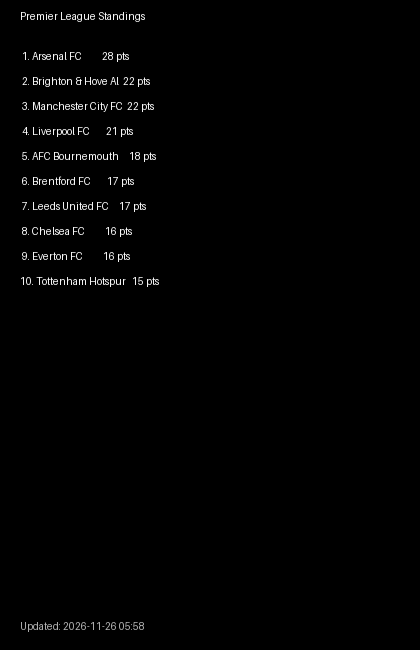 Premier League Standings
1. Arsenal FC 28 pts
2. Brighton & Hove Al 22 pts
3. Manchester City FC 22 pts
4. Liverpool FC 21 pts
5. AFC Bournemouth 18 pts
6. Brentford FC 17 pts
7. Leeds United FC 17 pts
8. Chelsea FC 16 pts
9. Everton FC 16 pts
10. Tottenham Hotspur 15 pts
Updated: 2026-11-26 05:58